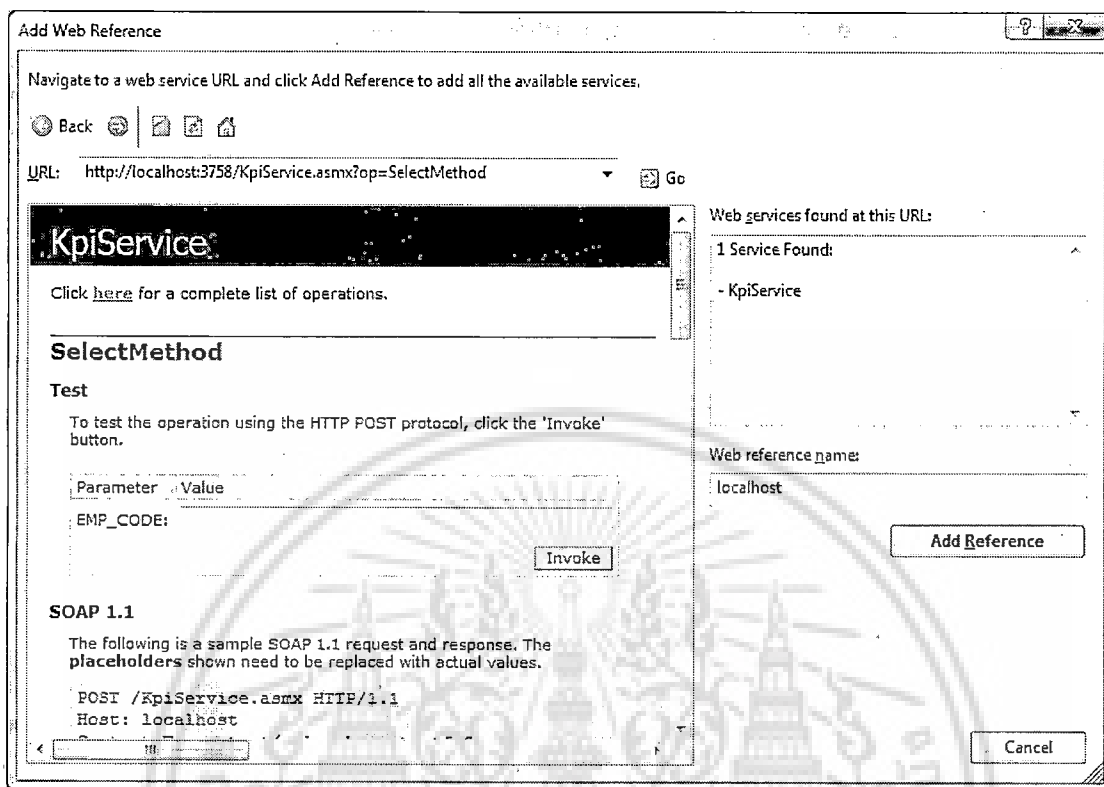 Add Web Reference
Navigate to a web service URL and click Add Reference to add all the available services.
Back
URL: http://localhost:3758/KpiService.asmx?op=SelectMethod
Go
KpiService
Click here for a complete list of operations.
SelectMethod
Test
To test the operation using the HTTP POST protocol, click the 'Invoke'
button.
Parameter Value
EMP_CODE:
Invoke
SOAP 1.1
The following is a sample SOAP 1.1 request and response. The
placeholders shown need to be replaced with actual values.
POST /KpiService.asmx HTTP/1.1
Host: localhost
Web services found at this URL:
1 Service Found:
- KpiService
Web reference name:
localhost
Add Reference
Cancel